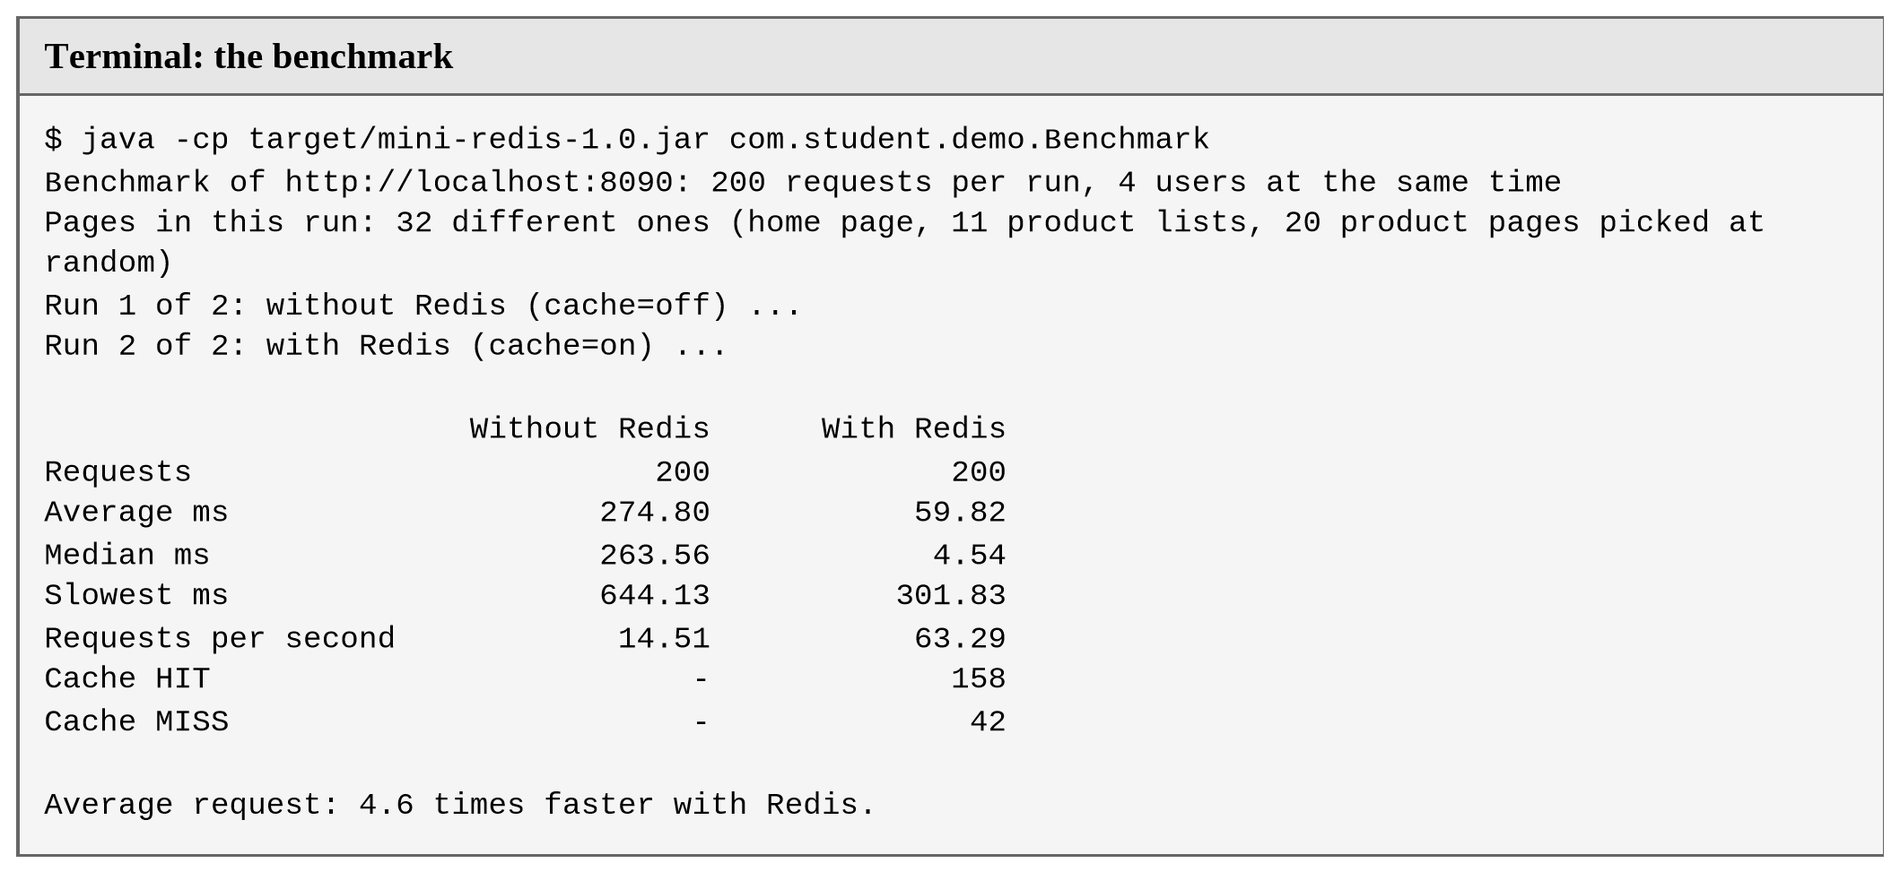 Terminal: the benchmark
$ java -cp target/mini-redis-1.0.jar com.student.demo.Benchmark
Benchmark of http://localhost:8090: 200 requests per run, 4 users at the same time
Pages in this run: 32 different ones (home page, 11 product lists, 20 product pages picked at
random)
Run 1 of 2: without Redis (cache=off) ...
Run 2 of 2: with Redis (cache=on) ...
Without Redis With Redis
Requests 200 200
Average ms 274.80 59.82
Median ms 263.56 4.54
Slowest ms 644.13 301.83
Requests per second 14.51 63.29
Cache HIT - 158
Cache MISS - 42
Average request: 4.6 times faster with Redis.